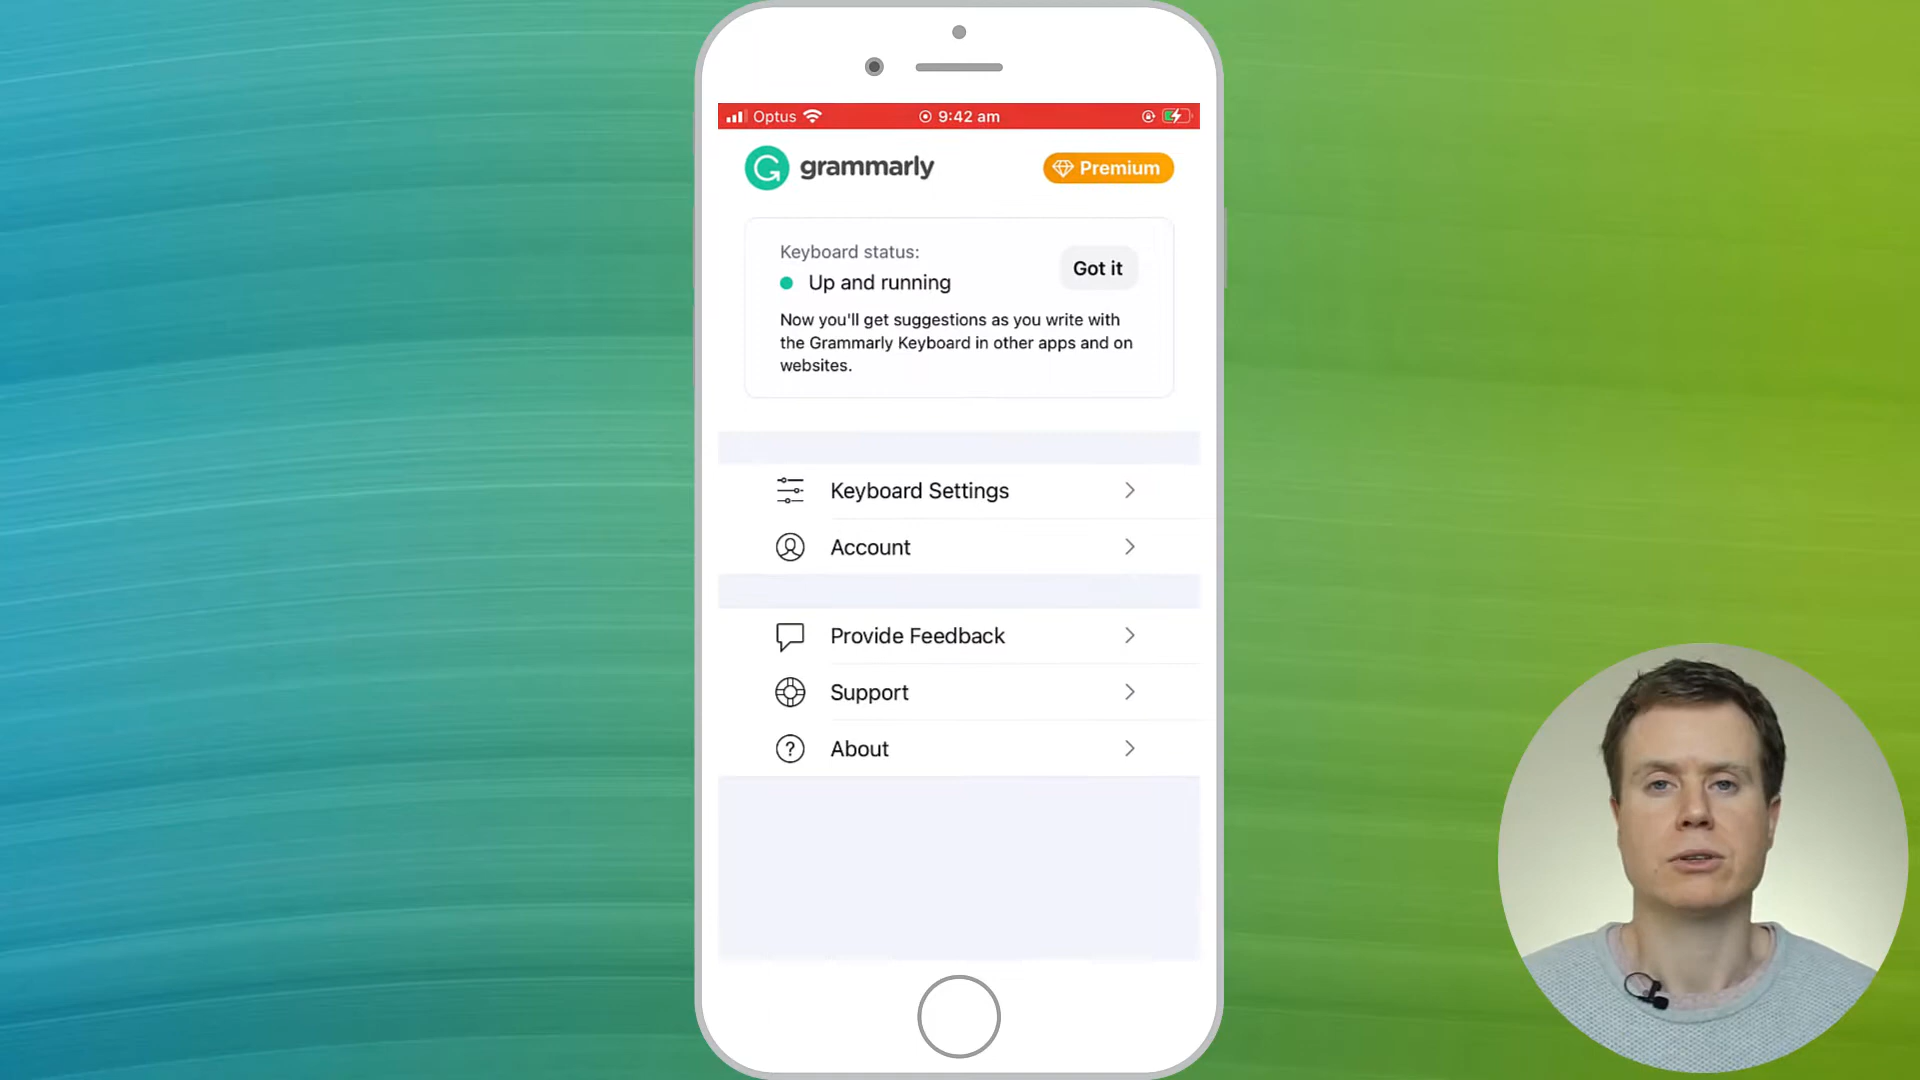 Optus 9:42 am
grammarly Premium
Keyboard status:
Up and running
Got it
Now you'll get suggestions as you write with
the Grammarly Keyboard in other apps and on
websites.
Keyboard Settings
Account
Provide Feedback
Support
About